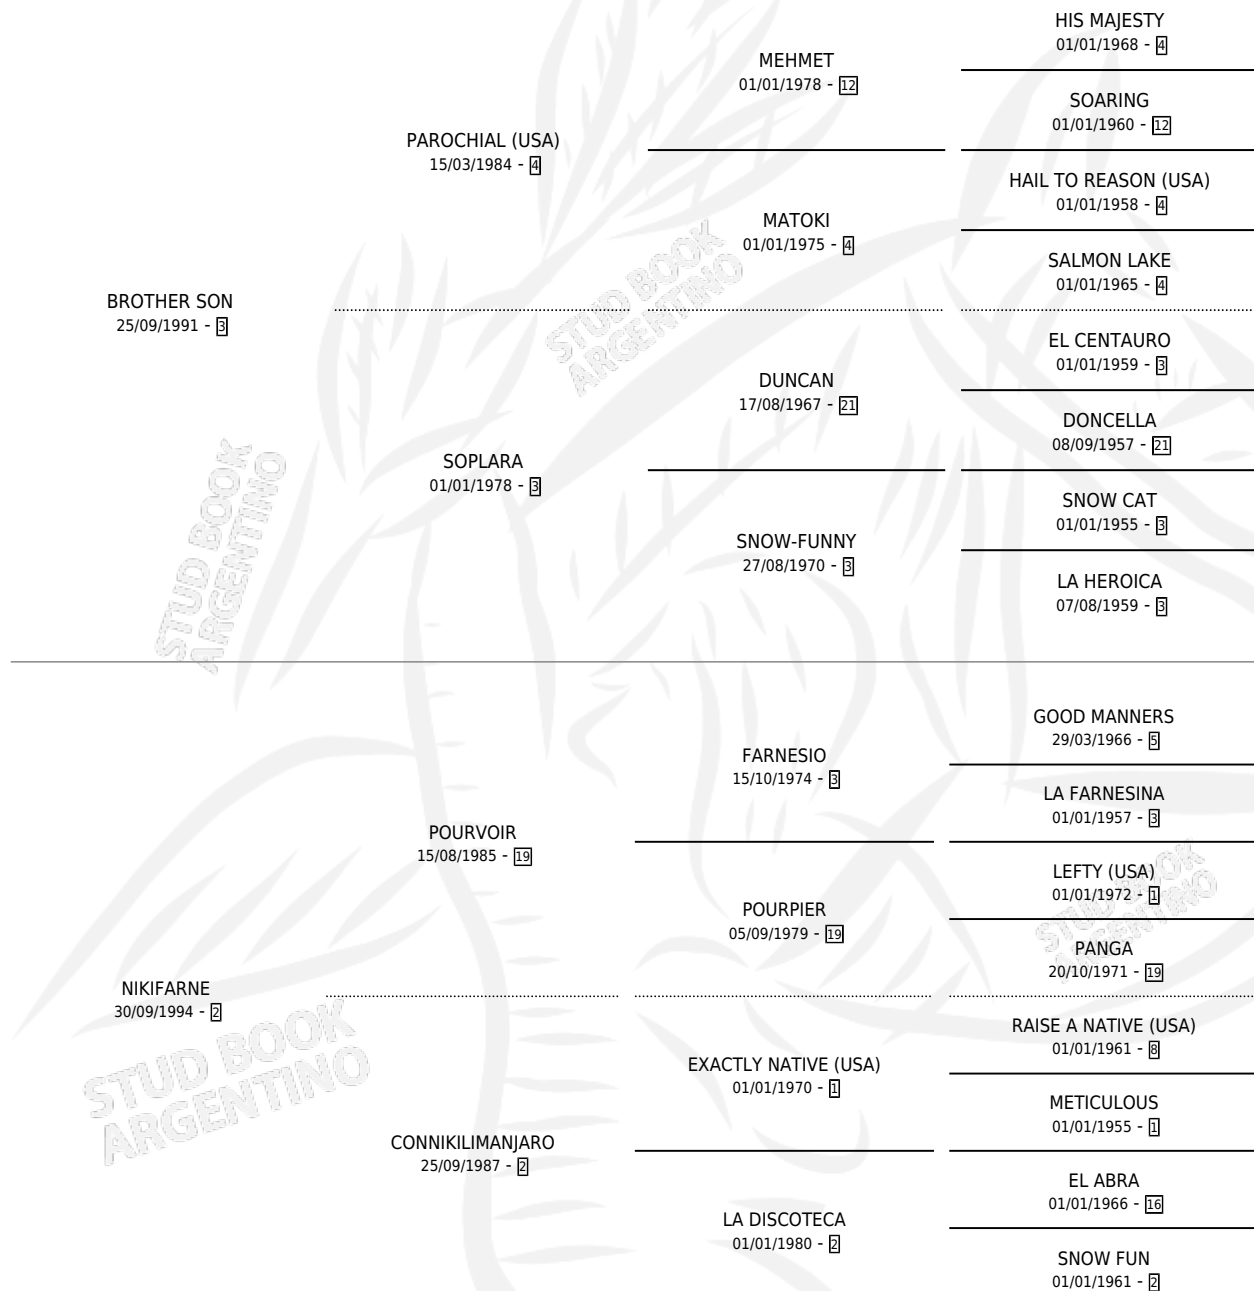 HIS MAJESTY
01/01/1968 - 4
MEHMET
01/01/1978 - 12
SOARING
01/01/1960 - 12
PAROCHIAL (USA)
15/03/1984 - 4
HAIL TO REASON (USA)
01/01/1958 - 4
MATOKI
01/01/1975 - 4
SALMON LAKE
01/01/1965 - 4
BROTHER SON
25/09/1991 - 3
EL CENTAURO
01/01/1959 - 3
DUNCAN
17/08/1967 - 21
DONCELLA
08/09/1957 - 21
SOPLARA
01/01/1978 - 3
SNOW CAT
01/01/1955 - 3
SNOW-FUNNY
27/08/1970 - 3
LA HEROICA
07/08/1959 - 3
STUD BOOK
ARGENTINO
STUD BOOK
ARGENTINO
GOOD MANNERS
29/03/1966 - 5
FARNESIO
15/10/1974 - 3
LA FARNESINA
01/01/1957 - 3
POURVOIR
15/08/1985 - 19
LEFTY (USA)
01/01/1972 - 1
POURPIER
05/09/1979 - 19
PANGA
20/10/1971 - 19
NIKIFARNE
30/09/1994 - 2
RAISE A NATIVE (USA)
01/01/1961 - 8
EXACTLY NATIVE (USA)
01/01/1970 - 1
METICULOUS
01/01/1955 - 1
CONNIKILIMANJARO
25/09/1987 - 2
EL ABRA
01/01/1966 - 16
LA DISCOTECA
01/01/1980 - 2
SNOW FUN
01/01/1961 - 2
STUD BOOK
ARGENTINO
STUD BOOK
ARGENTINO